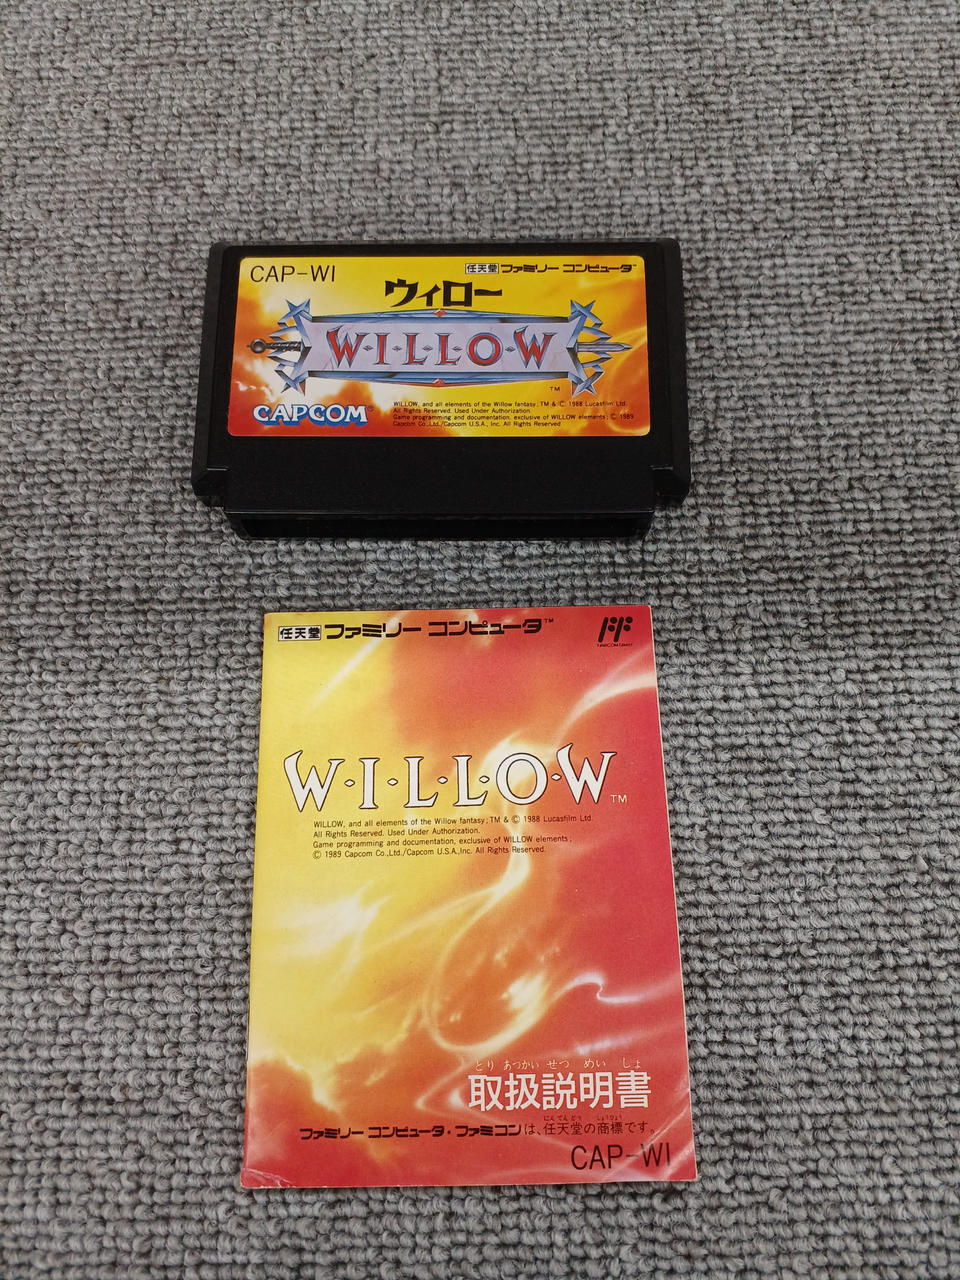 CAP-WI
任天堂 ファミリー コンピュータ™
ウィロー
W·I·L·L·O·W
™
CAPCOM®
WILLOW, and all elements of the Willow fantasy; TM & © 1988 Lucasfilm Ltd.
All Rights Reserved. Used Under Authorization.
Game programming and documentation, exclusive of WILLOW elements; © 1989
Capcom Co.,Ltd./Capcom U.S.A., Inc. All Rights Reserved
任天堂 ファミリー コンピュータ™
FF
FAMICOM FAMILY
W·I·L·L·O·W™
WILLOW, and all elements of the Willow fantasy; TM & © 1988 Lucasfilm Ltd.
All Rights Reserved. Used Under Authorization.
Game programming and documentation, exclusive of WILLOW elements;
© 1989 Capcom Co.,Ltd./Capcom U.S.A.,Inc. All Rights Reserved.
とり あつかい せつ めい しょ
取扱説明書
にんてんどう しょうひょう
ファミリー コンピュータ・ファミコンは、任天堂の商標です。
CAP-WI